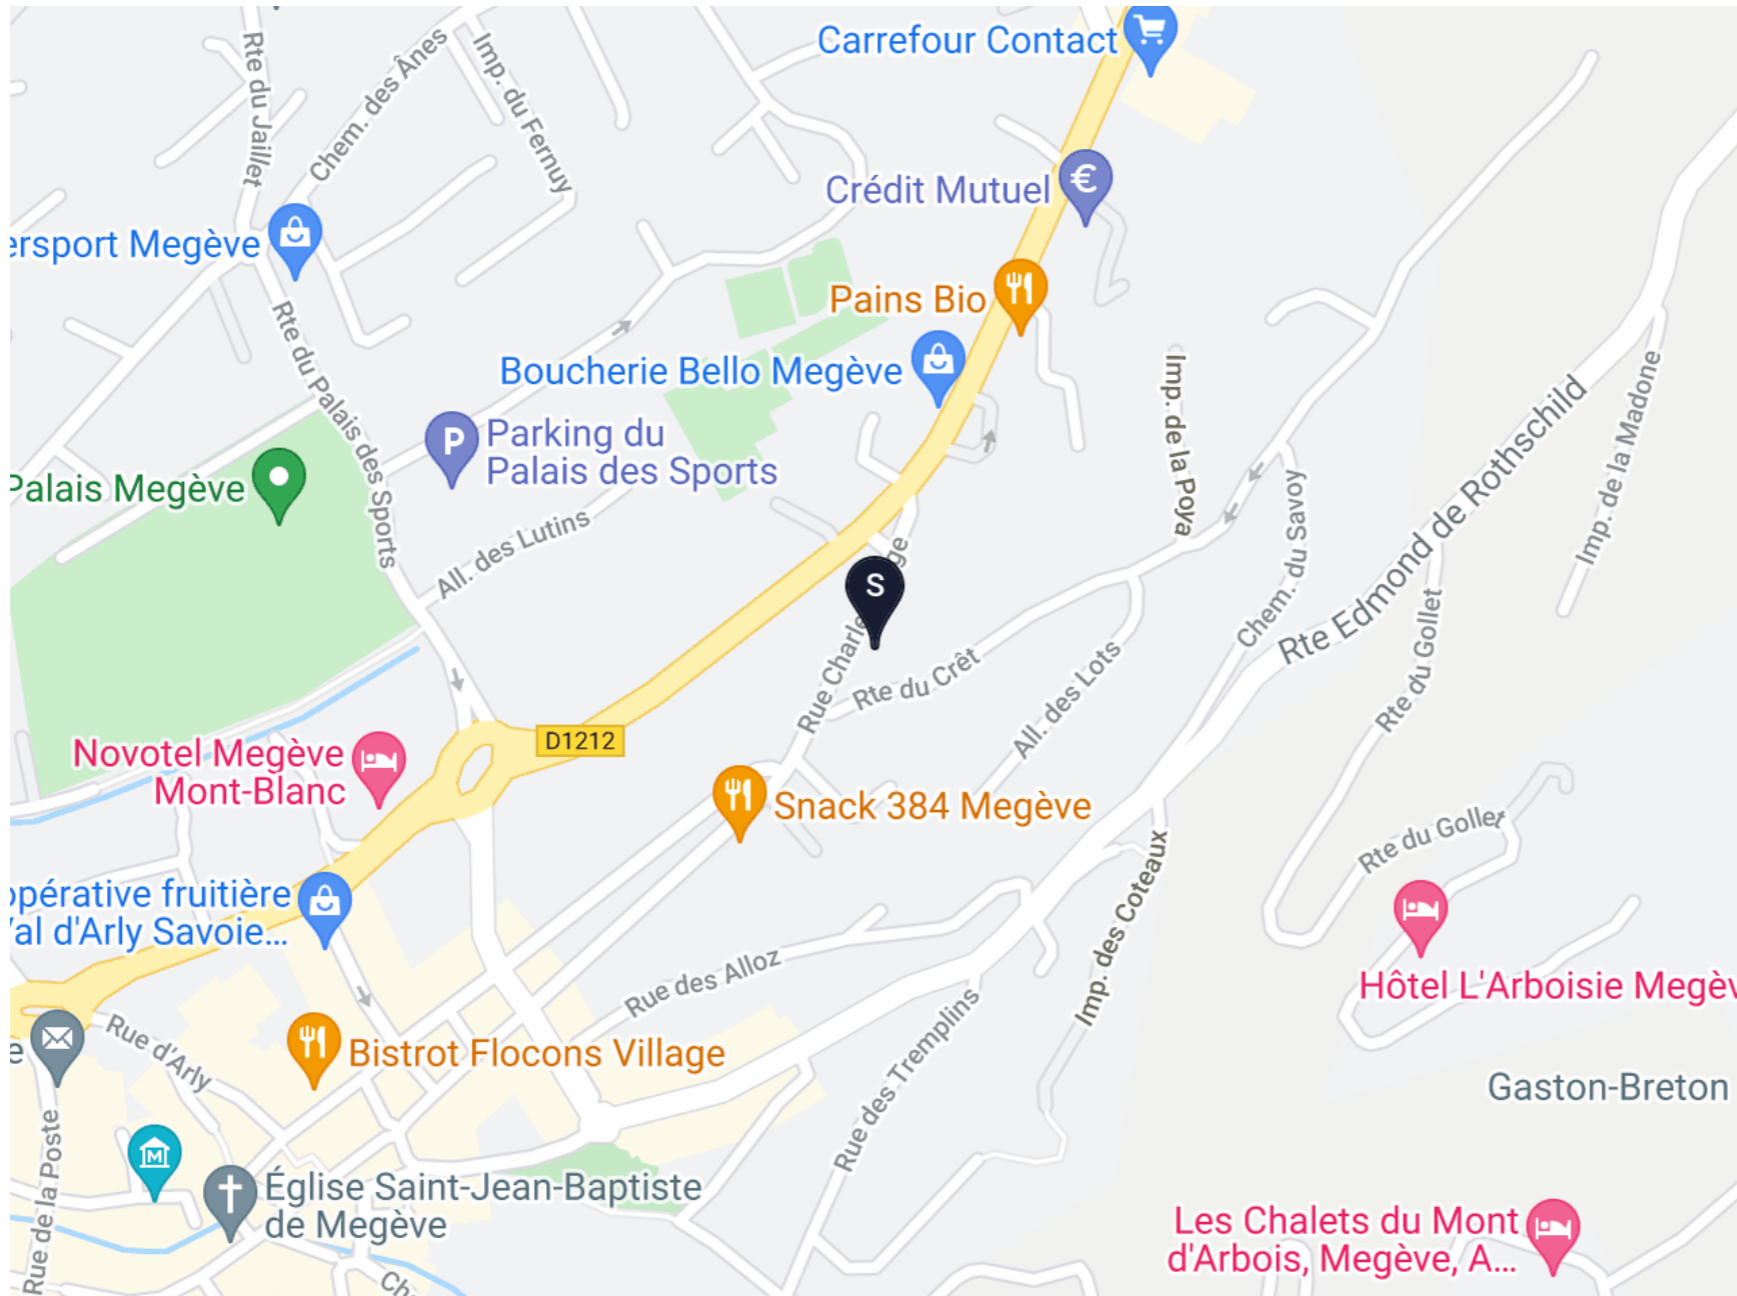 Carrefour Contact
Rte du Jaillet
Chem. des Ânes
Imp. du Fernuy
Crédit Mutuel
€
ersport Megève
Pains Bio
Boucherie Bello Megève
Rte du Palais des Sports
Imp. de la Poya
Imp. de la Madone
P
Parking du
Palais des Sports
Palais Megève
All. des Lutins
Chem. du Savoy
Rte Edmond de Rothschild
S
Rue Charle
ge
Rte du Crêt
All. des Lots
Rte du Gollet
D1212
Novotel Megève
Mont-Blanc
Snack 384 Megève
Rte du Gollet
opérative fruitière
al d'Arly Savoie...
Imp. des Coteaux
Rue des Alloz
Hôtel L'Arboisie Megèv
Rue d'Arly
e
Bistrot Flocons Village
Rue des Tremplins
Gaston-Breton
Rue de la Poste
M
Église Saint-Jean-Baptiste
de Megève
Les Chalets du Mont
d'Arbois, Megève, A...
Ch